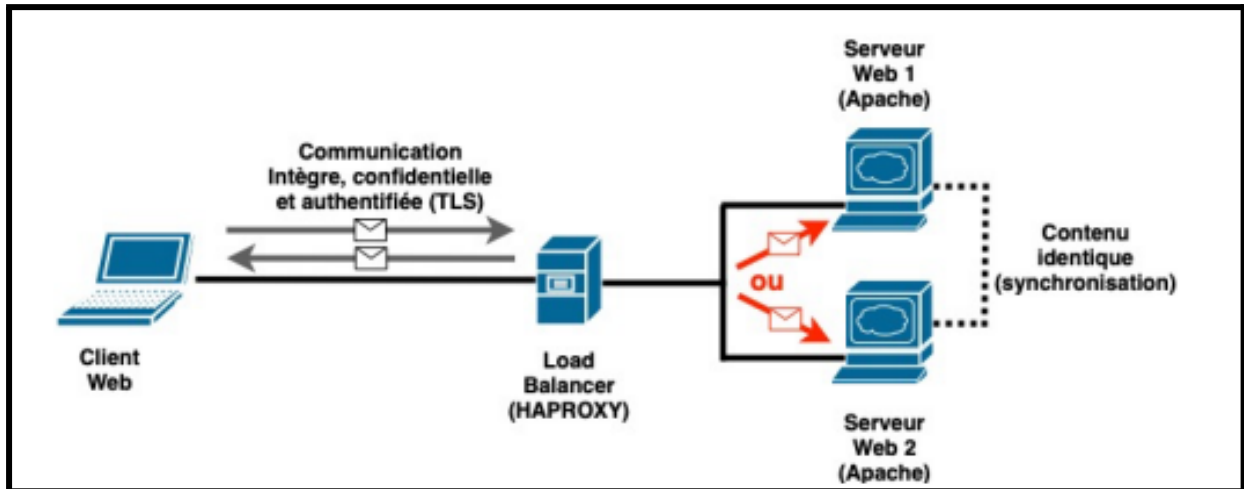 Serveur
Web 1
(Apache)
Communication
Intègre, confidentielle
et authentifiée (TLS)
ou
Contenu
identique
(synchronisation)
Client
Web
Load
Balancer
(HAPROXY)
Serveur
Web 2
(Apache)